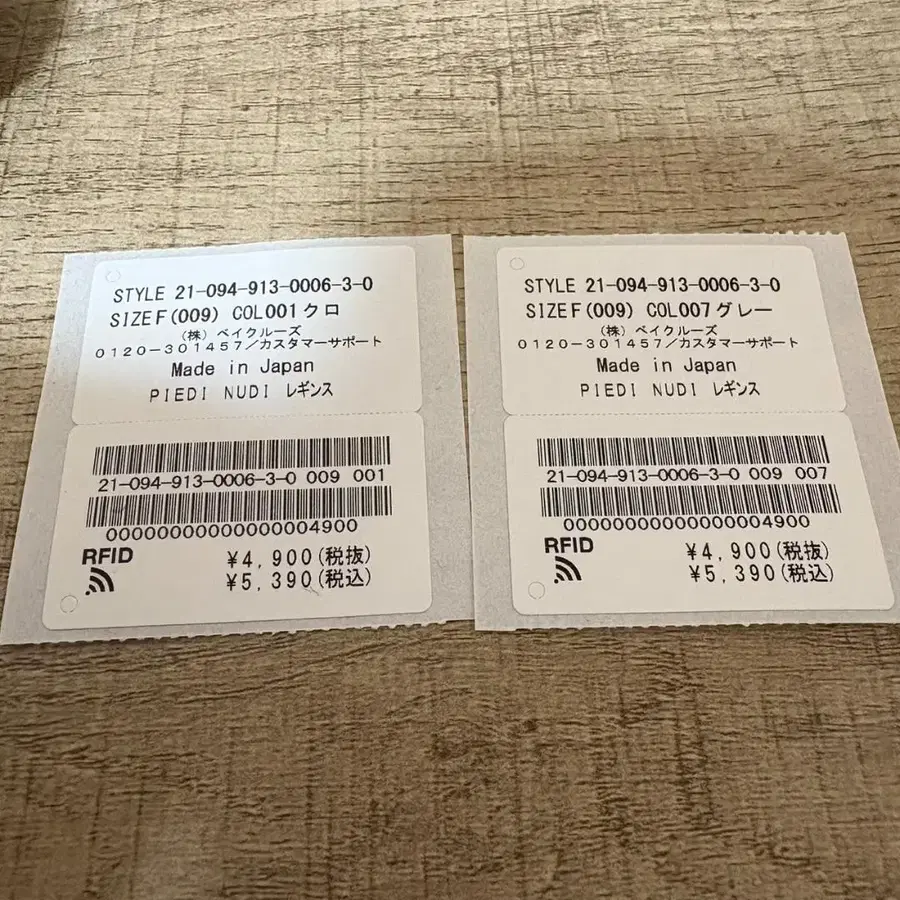 STYLE 21-094-913-0006-3-0
SIZE F(009) COL001クロ
(株) ベイクルーズ
0120-301457/カスタマーサポート
Made in Japan
PIEDI NUDI レギンス
21-094-913-0006-3-0 009 001
00000000000000004900
RFID
¥4,900(税抜)
¥5,390(税込)
STYLE 21-094-913-0006-3-0
SIZE F(009) COL007グレー
(株) ベイクルーズ
0120-301457/カスタマーサポート
Made in Japan
PIEDI NUDI レギンス
21-094-913-0006-3-0 009 007
00000000000000004900
RFID
¥4,900(税抜)
¥5,390(税込)